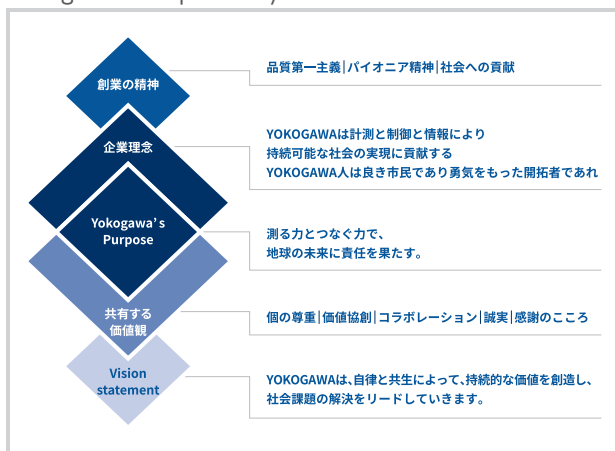 創業の精神
品質第一主義|パイオニア精神|社会への貢献
企業理念
YOKOGAWAは計測と制御と情報により
持続可能な社会の実現に貢献する
YOKOGAWA人は良き市民であり勇気をもった開拓者であれ
Yokogawa's
Purpose
測る力とつなぐ力で、
地球の未来に責任を果たす。
共有する
価値観
個の尊重|価値協創|コラボレーション|誠実|感謝のこころ
Vision
statement
YOKOGAWAは、自律と共生によって、持続的な価値を創造し、
社会課題の解決をリードしていきます。